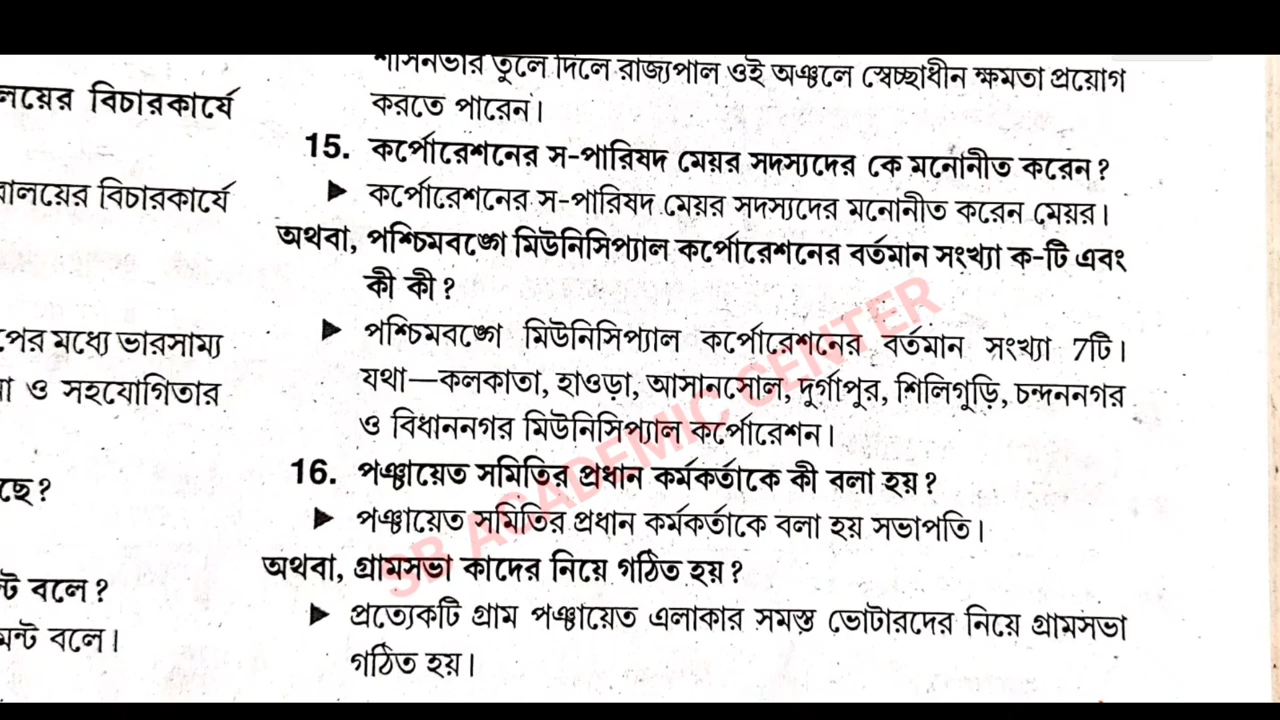 লয়ের বিচারকার্যে
লয়ের বিচারকার্যে
মধ্যে ভারসাম্য
ও সহযোগিতার
ছে?
বলে?
বলে।
শাসনভার তুলে দিলে রাজ্যপাল ওই অঞ্চলে স্বেচ্ছাধীন ক্ষমতা প্রয়োগ
করতে পারেন।
15. কর্পোরেশনের স-পারিষদ মেয়র সদস্যদের কে মনোনীত করেন?
▶ কর্পোরেশনের স-পারিষদ মেয়র সদস্যদের মনোনীত করেন মেয়র।
অথবা, পশ্চিমবঙ্গে মিউনিসিপ্যাল কর্পোরেশনের বর্তমান সংখ্যা ক-টি এবং
কী কী?
▶ পশ্চিমবঙ্গে মিউনিসিপ্যাল কর্পোরেশনের বর্তমান সংখ্যা 7টি।
যথা—কলকাতা, হাওড়া, আসানসোল, দুর্গাপুর, শিলিগুড়ি, চন্দননগর
ও বিধাননগর মিউনিসিপ্যাল কর্পোরেশন।
16. পঞ্চায়েত সমিতির প্রধান কর্মকর্তাকে কী বলা হয়?
▶ পঞ্চায়েত সমিতির প্রধান কর্মকর্তাকে বলা হয় সভাপতি।
অথবা, গ্রামসভা কাদের নিয়ে গঠিত হয়?
▶ প্রত্যেকটি গ্রাম পঞ্চায়েত এলাকার সমস্ত ভোটারদের নিয়ে গ্রামসভা
গঠিত হয়।
SB ACADEMIC CENTER